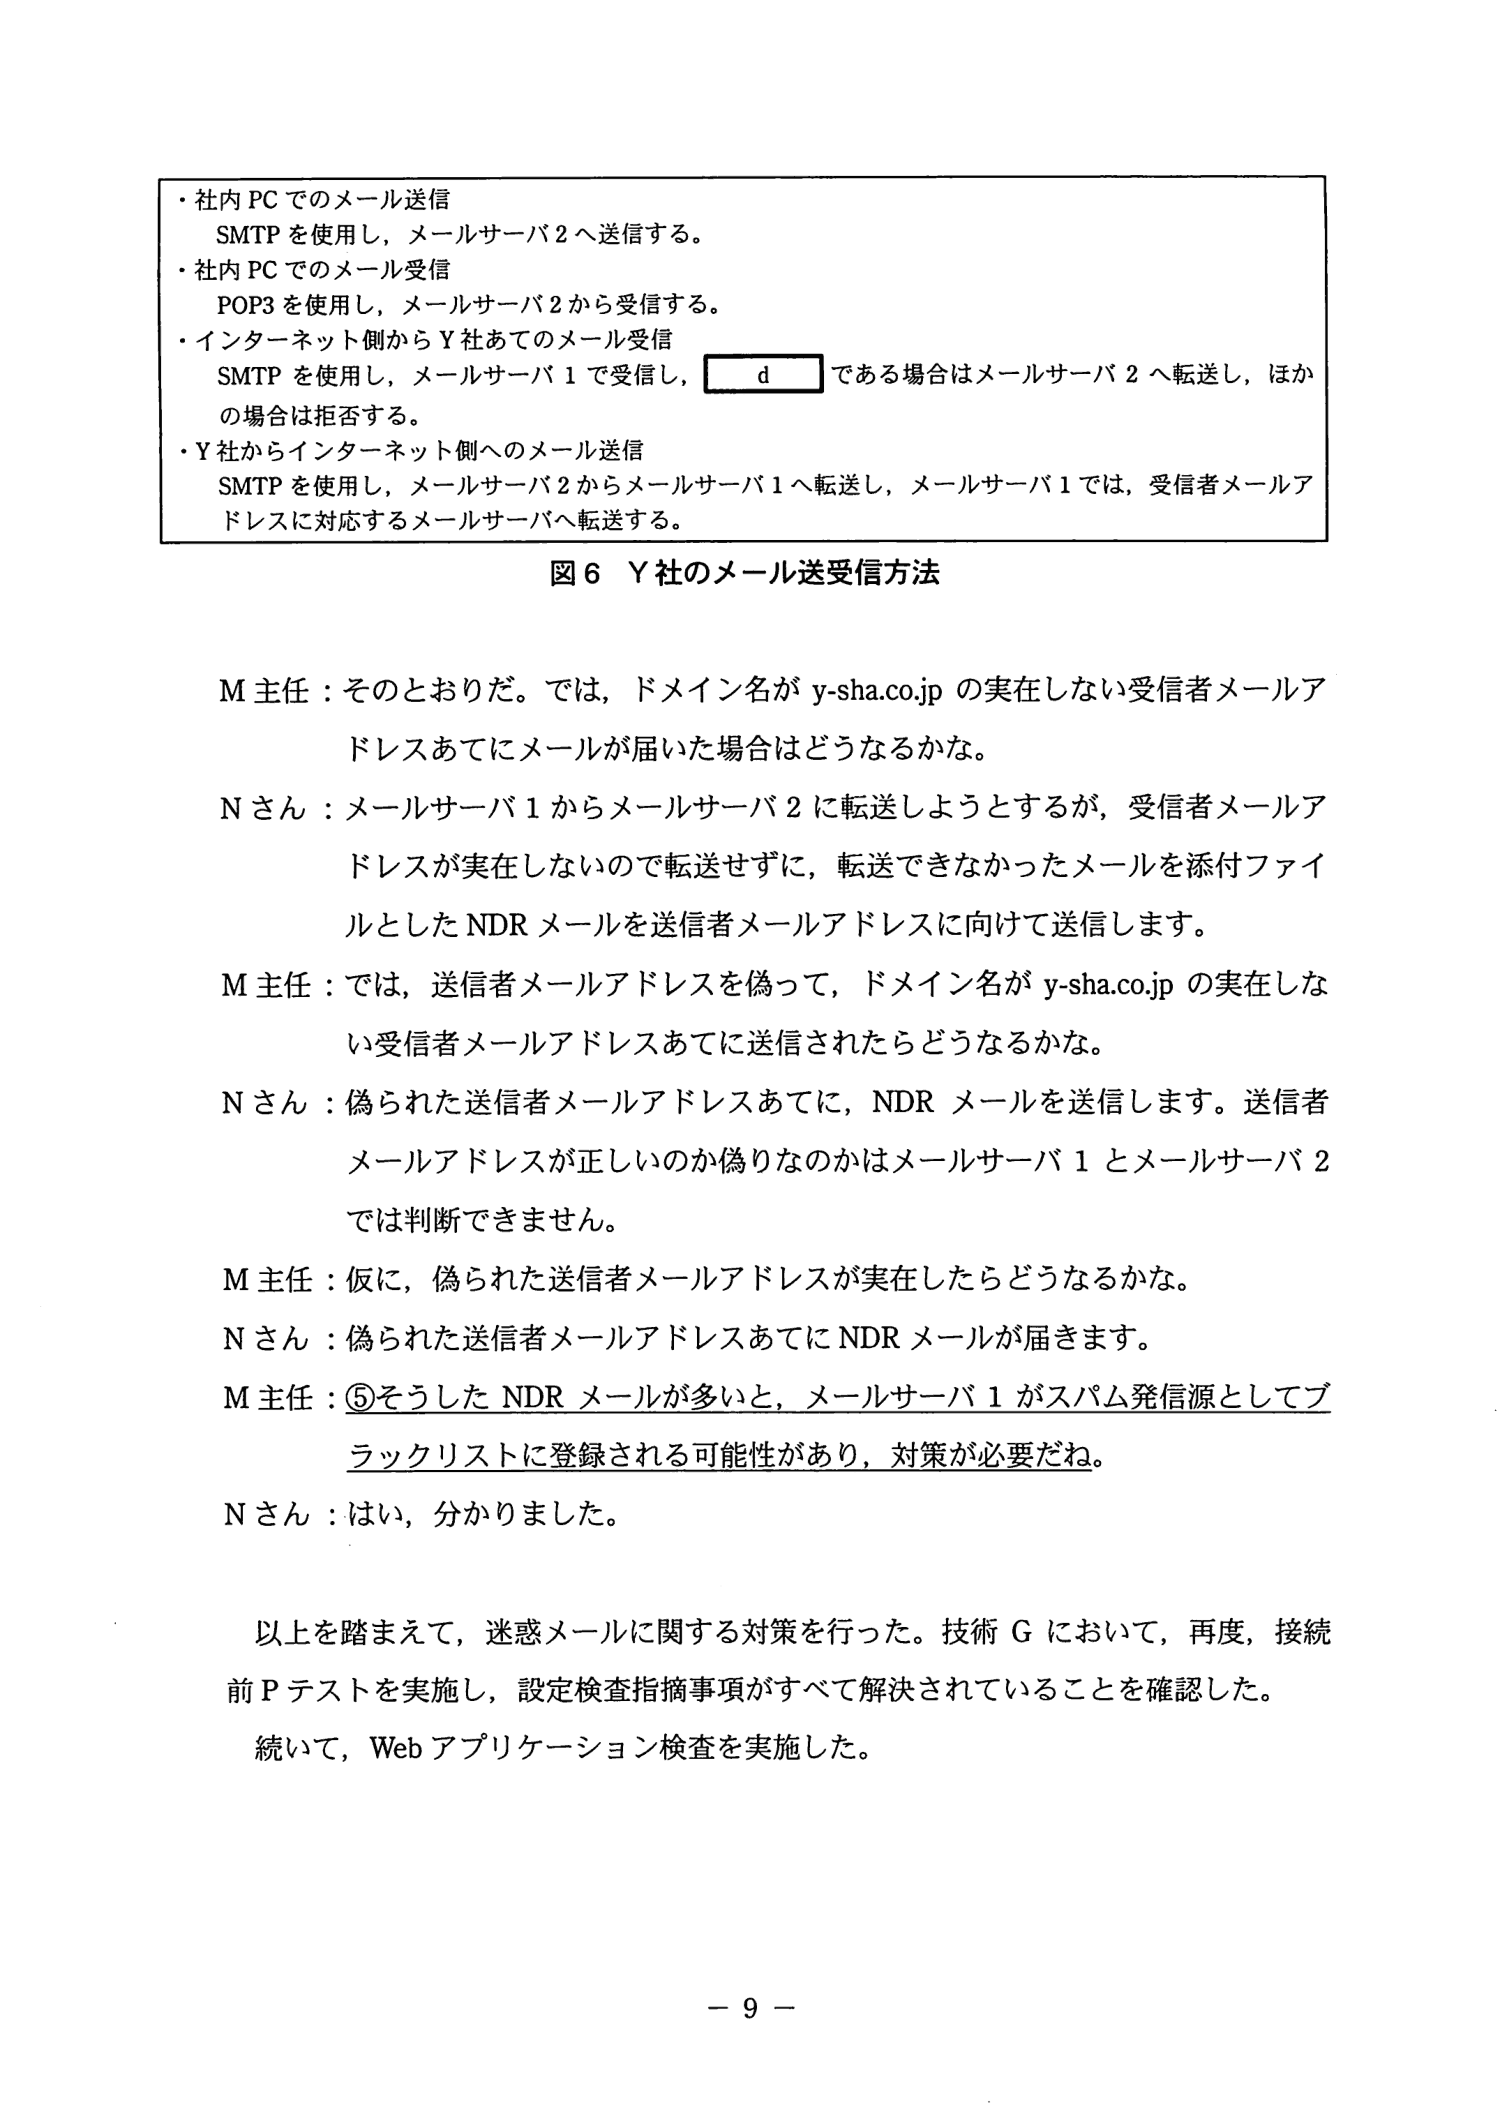 ・社内 PC でのメール送信
SMTP を使用し，メールサーバ 2 へ送信する。
・社内 PC でのメール受信
POP3 を使用し，メールサーバ 2 から受信する。
・インターネット側から Y 社あてのメール受信
SMTP を使用し，メールサーバ 1 で受信し， d である場合はメールサーバ 2 へ転送し，ほか
の場合は拒否する。
・Y 社からインターネット側へのメール送信
SMTP を使用し，メールサーバ 2 からメールサーバ 1 へ転送し，メールサーバ 1 では，受信者メールア
ドレスに対応するメールサーバへ転送する。
図 6　Y 社のメール送受信方法
M 主任：そのとおりだ。では，ドメイン名が y-sha.co.jp の実在しない受信者メールア
ドレスあてにメールが届いた場合はどうなるかな。
N さん ：メールサーバ 1 からメールサーバ 2 に転送しようとするが，受信者メールア
ドレスが実在しないので転送せずに，転送できなかったメールを添付ファイ
ルとした NDR メールを送信者メールアドレスに向けて送信します。
M 主任：では，送信者メールアドレスを偽って，ドメイン名が y-sha.co.jp の実在しな
い受信者メールアドレスあてに送信されたらどうなるかな。
N さん ：偽られた送信者メールアドレスあてに，NDR メールを送信します。送信者
メールアドレスが正しいのか偽りなのかはメールサーバ 1 とメールサーバ 2
では判断できません。
M 主任：仮に，偽られた送信者メールアドレスが実在したらどうなるかな。
N さん ：偽られた送信者メールアドレスあてに NDR メールが届きます。
M 主任：⑤そうした NDR メールが多いと，メールサーバ 1 がスパム発信源としてブ
ラックリストに登録される可能性があり，対策が必要だね。
N さん ：はい，分かりました。
以上を踏まえて，迷惑メールに関する対策を行った。技術 G において，再度，接続
前 P テストを実施し，設定検査指摘事項がすべて解決されていることを確認した。
続いて，Web アプリケーション検査を実施した。
－ 9 －